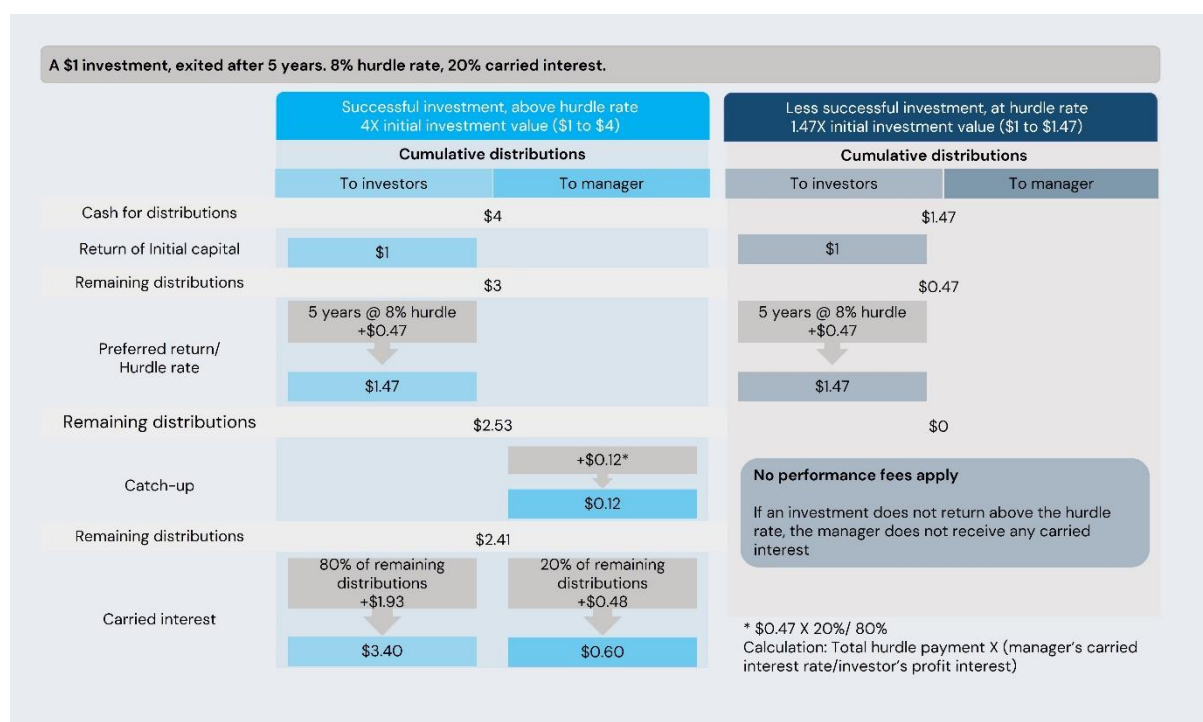 A $1 investment, exited after 5 years. 8% hurdle rate, 20% carried interest.
Successful investment, above hurdle rate
4X initial investment value ($1 to $4)
Less successful investment, at hurdle rate
1.47X initial investment value ($1 to $1.47)
Cumulative distributions
Cumulative distributions
To investors
To manager
To investors
To manager
Cash for distributions
$4
$1.47
Return of Initial capital
$1
$1
Remaining distributions
$3
$0.47
Preferred return/
Hurdle rate
5 years @ 8% hurdle
+$0.47
$1.47
5 years @ 8% hurdle
+$0.47
$1.47
Remaining distributions
$2.53
$0
Catch-up
+$0.12*
$0.12
No performance fees apply
If an investment does not return above the hurdle
rate, the manager does not receive any carried
interest
Remaining distributions
$2.41
Carried interest
80% of remaining
distributions
+$1.93
$3.40
20% of remaining
distributions
+$0.48
$0.60
* $0.47 X 20%/ 80%
Calculation: Total hurdle payment X (manager's carried
interest rate/investor's profit interest)